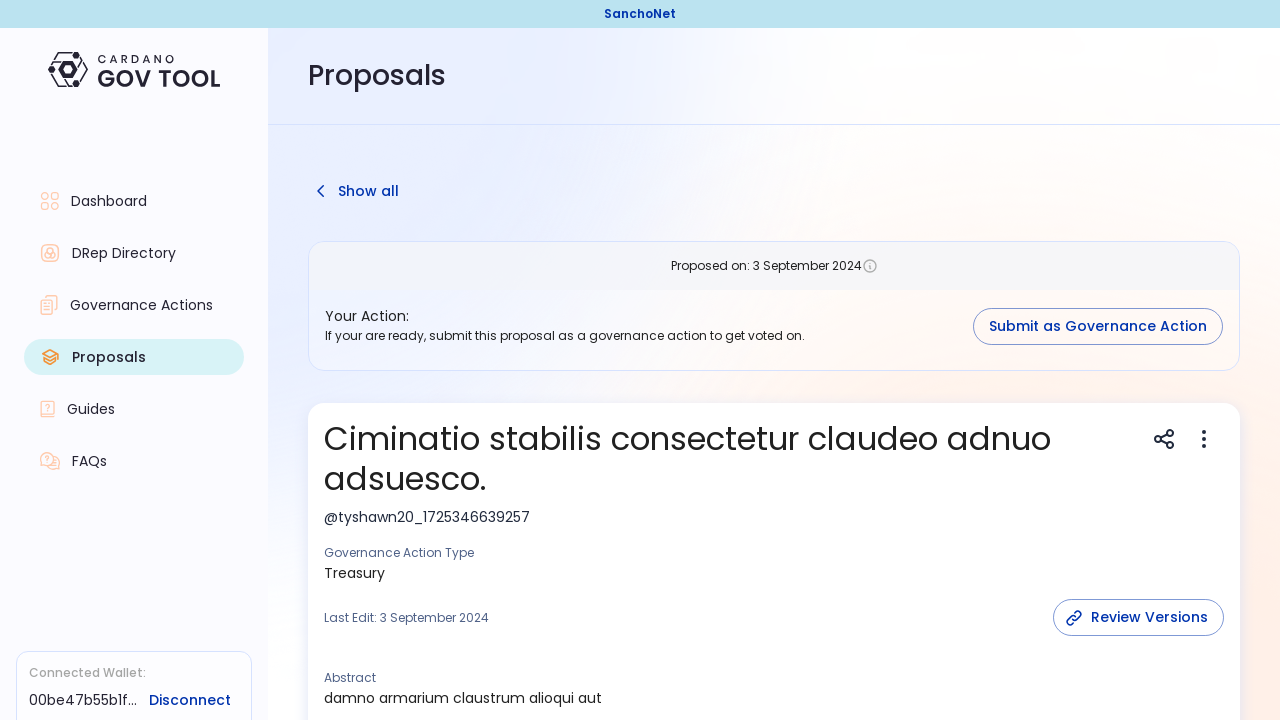 SanchoNet
CARDANO
GOV TOOL
Proposals
Dashboard
DRep Directory
Governance Actions
Proposals
Guides
FAQs
Connected Wallet:
00be47b55b1f...
Disconnect
Show all
Proposed on: 3 September 2024
Your Action:
If your are ready, submit this proposal as a governance action to get voted on.
Submit as Governance Action
Ciminatio stabilis consectetur claudeo adnuo
adsuesco.
@tyshawn20_1725346639257
Governance Action Type
Treasury
Last Edit: 3 September 2024
Review Versions
Abstract
damno armarium claustrum alioqui aut